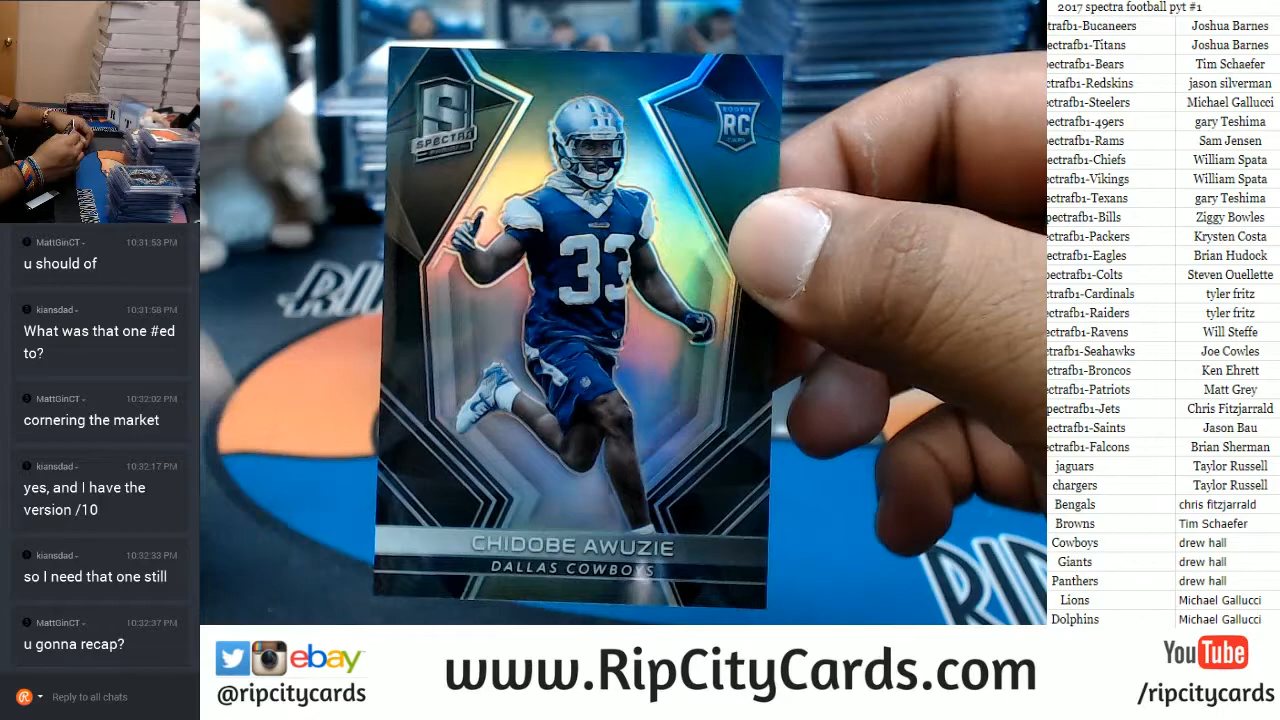 MattGinCT 10:31:53 PM
u should of
kiansdad 10:31:58 PM
What was that one #ed
to?
MattGinCT 10:32:02 PM
cornering the market
kiansdad 10:32:17 PM
yes, and I have the
version /10
kiansdad 10:32:33 PM
so I need that one still
MattGinCT 10:32:37 PM
u gonna recap?
Reply to all chats
S
SPECTRA
ROOKIE
RC
CARD
33
CHIDOBE AWUZIE
DALLAS COWBOYS
RIP
RIP
ebay
@ripcitycards
www.RipCityCards.com
YouTube
/ripcitycards
2017 spectra football pyt #1
trafb1-Bucaneers Joshua Barnes
ectrafb1-Titans Joshua Barnes
ectrafb1-Bears Tim Schaefer
ectrafb1-Redskins jason silverman
ectrafb1-Steelers Michael Gallucci
ectrafb1-49ers gary Teshima
ectrafb1-Rams Sam Jensen
ectrafb1-Chiefs William Spata
ectrafb1-Vikings William Spata
ectrafb1-Texans gary Teshima
pectrafb1-Bills Ziggy Bowles
ectrafb1-Packers Krysten Costa
ectrafb1-Eagles Brian Hudock
pectrafb1-Colts Steven Ouellette
ectrafb1-Cardinals tyler fritz
ectrafb1-Raiders tyler fritz
ectrafb1-Ravens Will Steffe
ctrafb1-Seahawks Joe Cowles
ctrafb1-Broncos Ken Ehrett
ctrafb1-Patriots Matt Grey
pectrafb1-Jets Chris Fitzjarrald
ectrafb1-Saints Jason Bau
ectrafb1-Falcons Brian Sherman
jaguars Taylor Russell
chargers Taylor Russell
Bengals chris fitzjarrald
Browns Tim Schaefer
Cowboys drew hall
Giants drew hall
Panthers drew hall
Lions Michael Gallucci
Dolphins Michael Gallucci